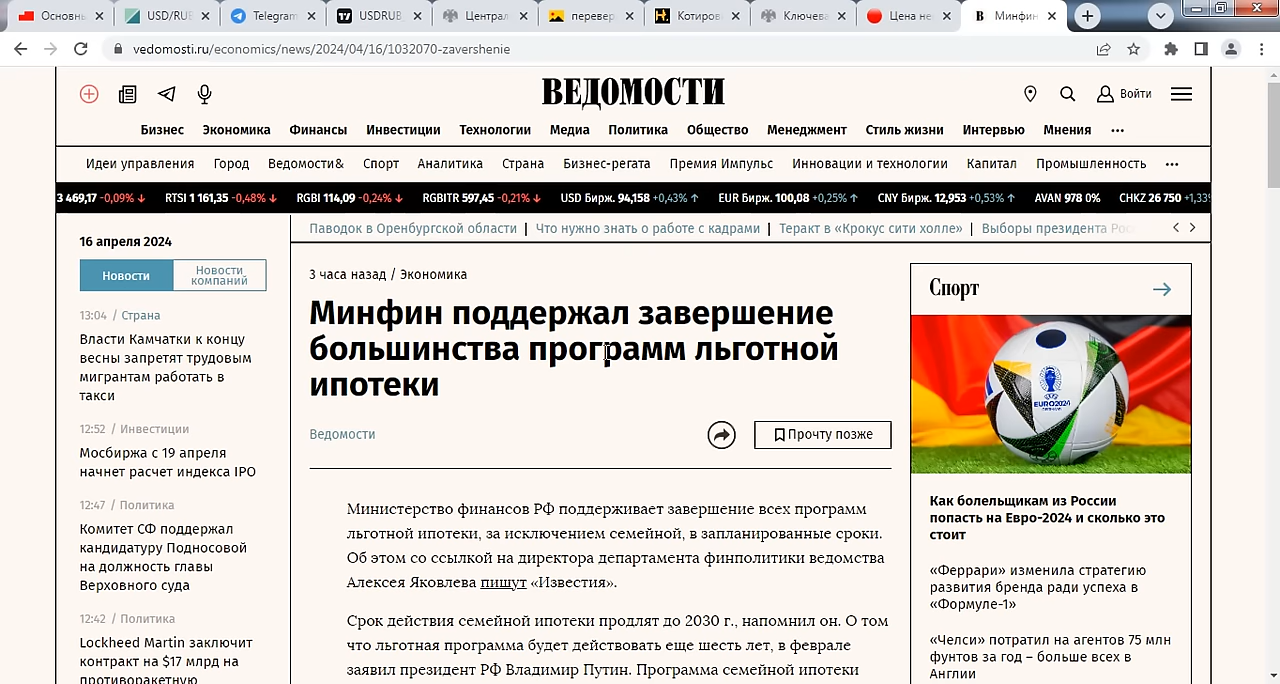 Основн
USD/RUB
Telegram
USDRUB
Централ
перевер
Котиров
Ключева
Цена не
Минфин
vedomosti.ru/economics/news/2024/04/16/1032070-zavershenie
ВЕДОМОСТИ
Войти
Бизнес Экономика Финансы Инвестиции Технологии Медиа Политика Общество Менеджмент Стиль жизни Интервью Мнения ...
Идеи управления Город Ведомости& Спорт Аналитика Страна Бизнес-регата Премия Импульс Инновации и технологии Капитал Промышленность ...
3 469,17 -0,09% ↓ RTSI 1 161,35 -0,48% ↓ RGBI 114,09 -0,24% ↓ RGBITR 597,45 -0,21% ↓ USD Бирж. 94,158 +0,43% ↑ EUR Бирж. 100,08 +0,25% ↑ CNY Бирж. 12,953 +0,53% ↑ AVAN 978 0% CHKZ 26 750 +1,33
Паводок в Оренбургской области | Что нужно знать о работе с кадрами | Теракт в «Крокус сити холле» | Выборы президента Рос
16 апреля 2024
Новости
Новости
компаний
13:04 / Страна
Власти Камчатки к концу
весны запретят трудовым
мигрантам работать в
такси
12:52 / Инвестиции
Мосбиржа с 19 апреля
начнет расчет индекса IPO
12:47 / Политика
Комитет СФ поддержал
кандидатуру Подносовой
на должность главы
Верховного суда
12:42 / Политика
Lockheed Martin заключит
контракт на $17 млрд на
противоракетную
3 часа назад / Экономика
Минфин поддержал завершение
большинства программ льготной
ипотеки
Ведомости
Прочту позже
Министерство финансов РФ поддерживает завершение всех программ
льготной ипотеки, за исключением семейной, в запланированные сроки.
Об этом со ссылкой на директора департамента финполитики ведомства
Алексея Яковлева пишут «Известия».
Срок действия семейной ипотеки продлят до 2030 г., напомнил он. О том
что льготная программа будет действовать еще шесть лет, в феврале
заявил президент РФ Владимир Путин. Программа семейной ипотеки
Спорт
EURO2024
Как болельщикам из России
попасть на Евро-2024 и сколько это
стоит
«Феррари» изменила стратегию
развития бренда ради успеха в
«Формуле-1»
«Челси» потратил на агентов 75 млн
фунтов за год – больше всех в
Англии